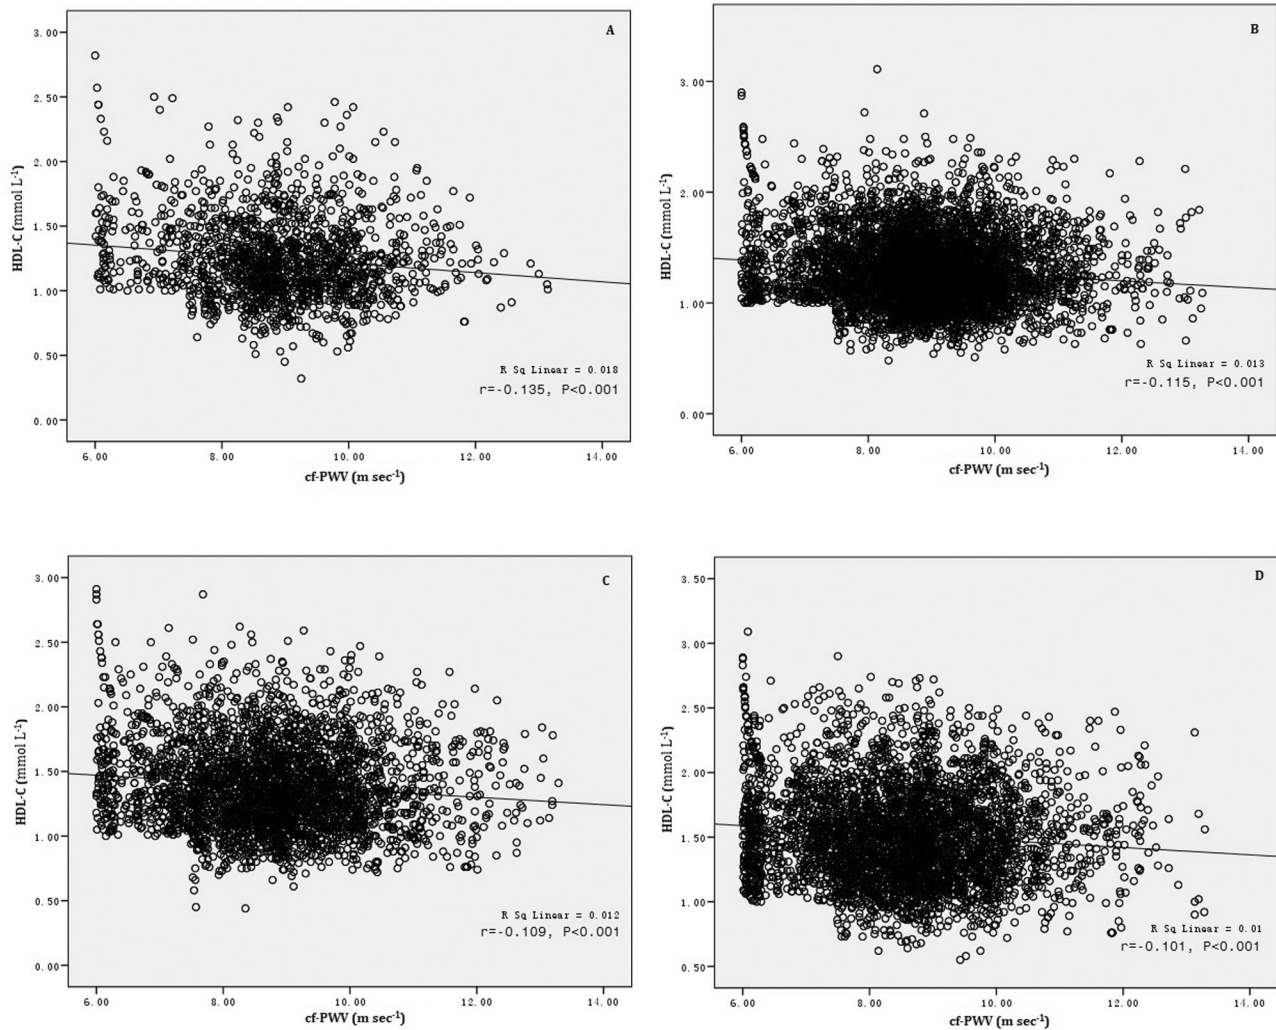 A
3.00
2.50
2.00
1.50
1.00
0.50
0.00
HDL-C (mmol L-1)
R Sq Linear = 0.018
r=-0.135, P<0.001
6.00 8.00 10.00 12.00 14.00
cf-PWV (m sec-1)
B
3.00
2.00
1.00
0.00
HDL-C (mmol L-1)
R Sq Linear = 0.013
r=-0.115, P<0.001
6.00 8.00 10.00 12.00 14.00
cf-PWV (m sec-1)
C
3.00
2.50
2.00
1.50
1.00
0.50
0.00
HDL-C (mmol L-1)
R Sq Linear = 0.012
r=-0.109, P<0.001
6.00 8.00 10.00 12.00 14.00
cf-PWV (m sec-1)
D
3.50
3.00
2.50
2.00
1.50
1.00
0.50
HDL-C (mmol L-1)
R Sq Linear = 0.01
r=-0.101, P<0.001
6.00 8.00 10.00 12.00 14.00
cf-PWV (m sec-1)